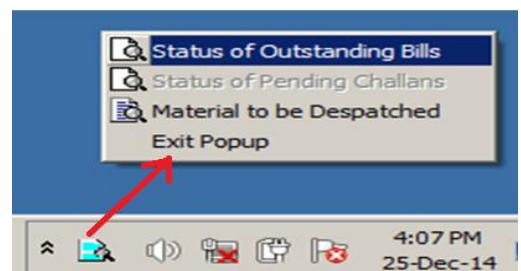 Status of Outstanding Bills
Status of Pending Challans
Material to be Despatched
Exit Popup
4:07 PM
25-Dec-14